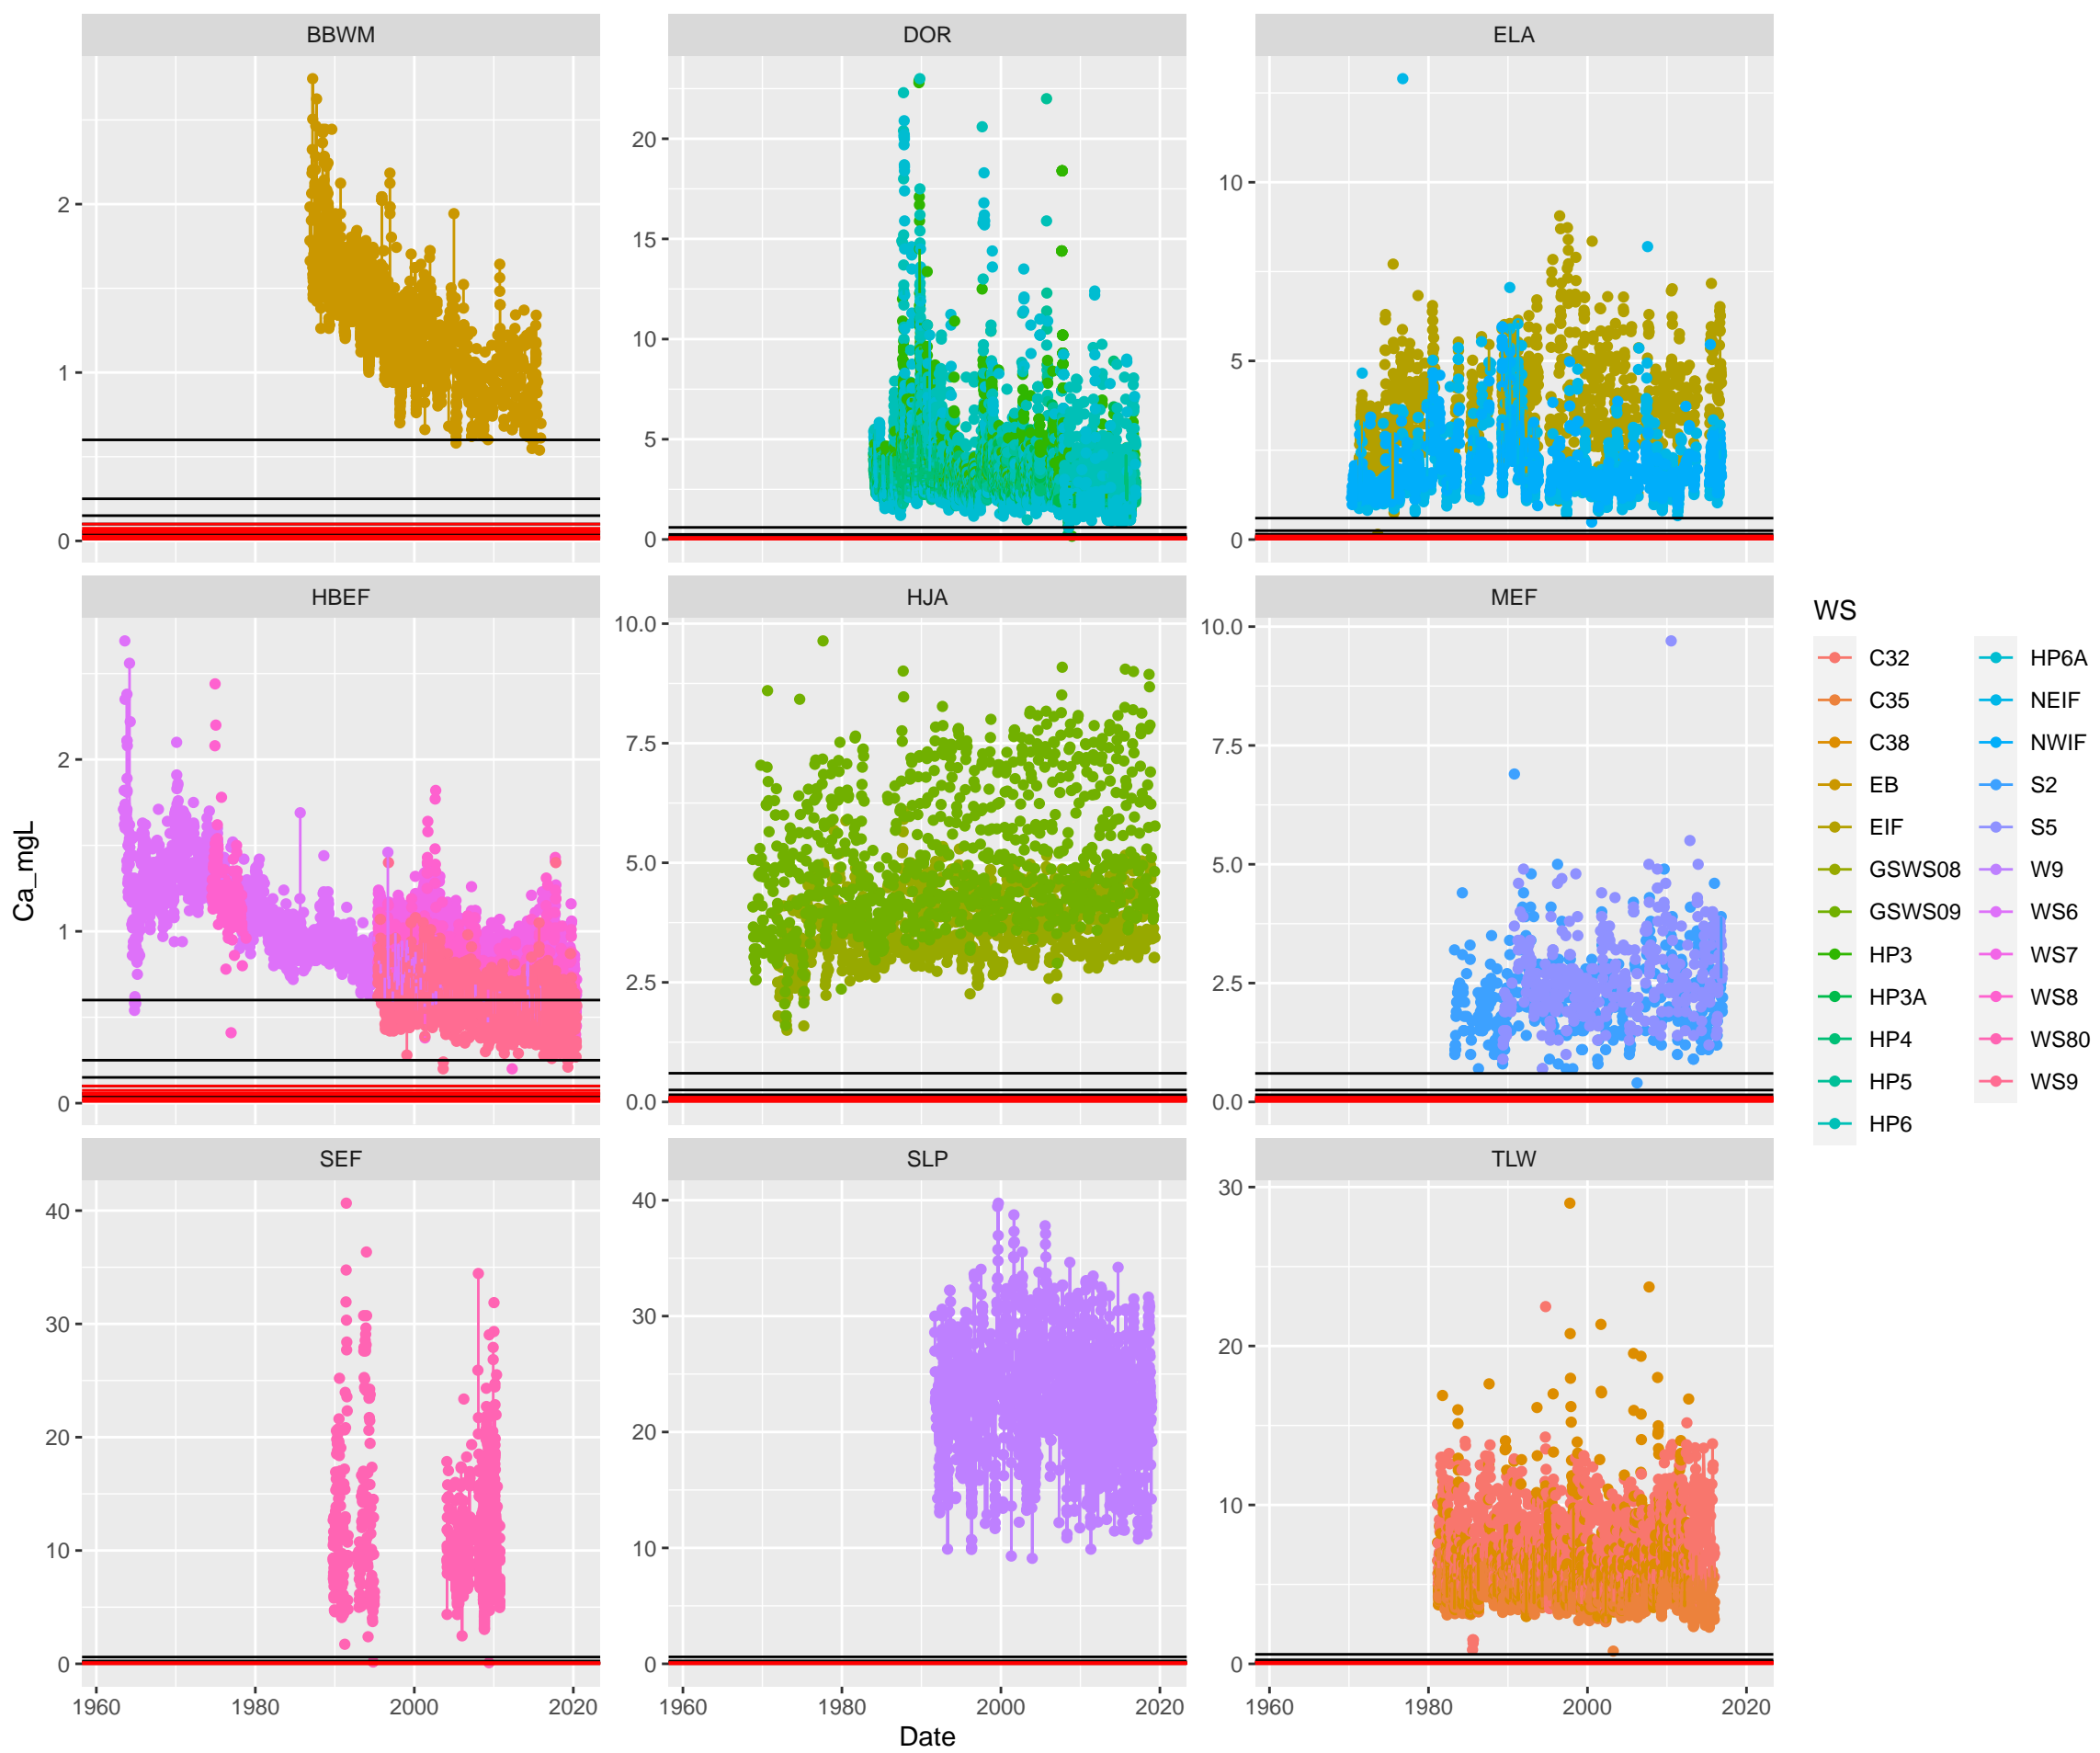 BBWM DOR ELA
2
1
0
20
15
10
5
0
10
5
0
HBEF HJA MEF
2
1
0
10.0
7.5
5.0
2.5
0.0
10.0
7.5
5.0
2.5
0.0
SEF SLP TLW
40
30
20
10
0
40
30
20
10
0
30
20
10
0
1960 1980 2000 2020 1960 1980 2000 2020 1960 1980 2000 2020
Date
Ca_mgL
WS
C32
C35
C38
EB
EIF
GSWS08
GSWS09
HP3
HP3A
HP4
HP5
HP6
HP6A
NEIF
NWIF
S2
S5
W9
WS6
WS7
WS8
WS80
WS9